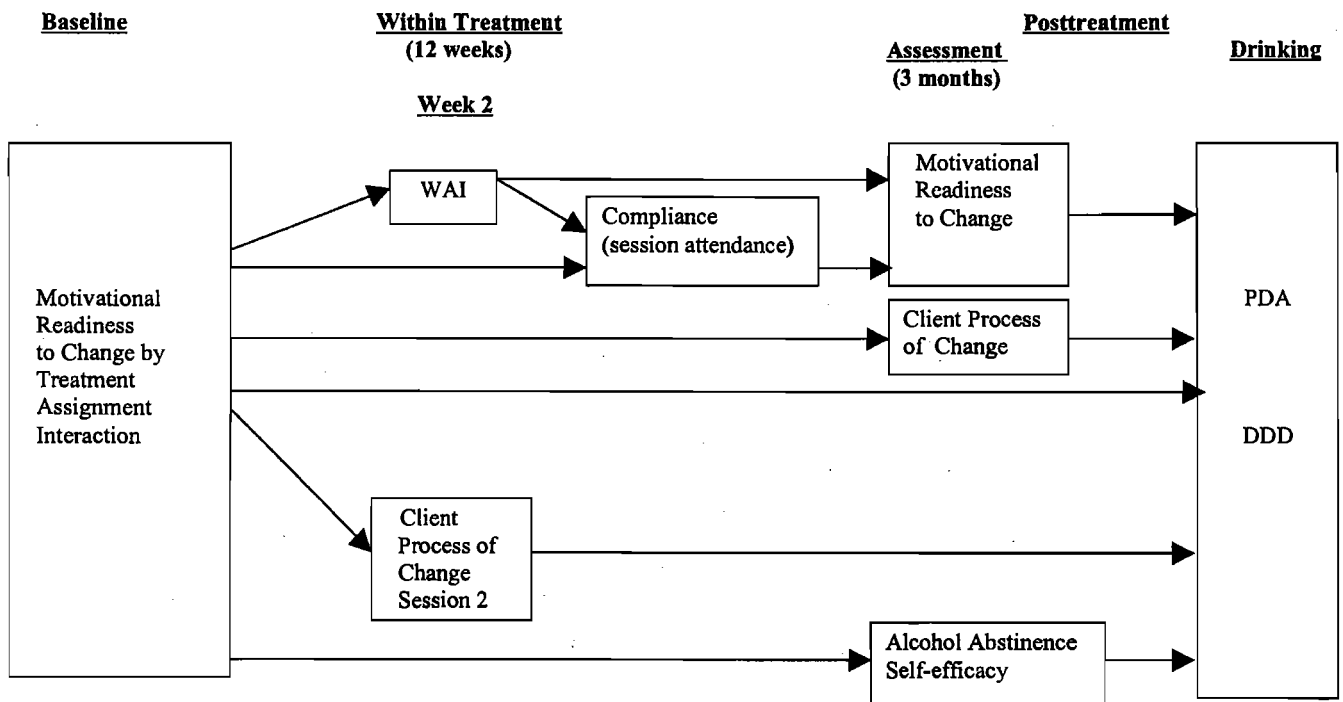 Baseline
Within Treatment
(12 weeks)
Week 2
Posttreatment
Assessment
(3 months)
Drinking
Motivational
Readiness
to Change by
Treatment
Assignment
Interaction
WAI
Compliance
(session attendance)
Motivational
Readiness
to Change
Client Process
of Change
Client
Process of
Change
Session 2
Alcohol Abstinence
Self-efficacy
PDA
DDD